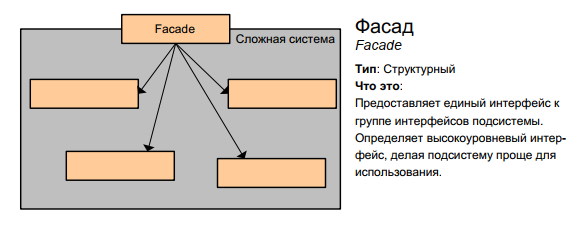 Facade
Сложная система
Фасад
Facade
Тип: Структурный
Что это:
Предоставляет единый интерфейс к
группе интерфейсов подсистемы.
Определяет высокоуровневый интер-
фейс, делая подсистему проще для
использования.